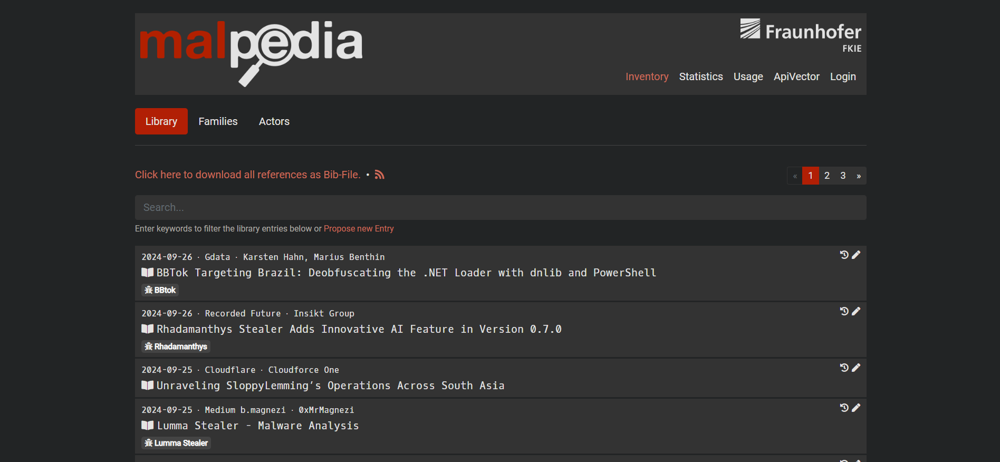 malpedia
Fraunhofer
FKIE
Inventory Statistics Usage ApiVector Login
Library Families Actors
Click here to download all references as Bib-File. •
« 1 2 3 »
Search...
Enter keywords to filter the library entries below or Propose new Entry
2024-09-26 · Gdata · Karsten Hahn, Marius Benthin
BBTok Targeting Brazil: Deobfuscating the .NET Loader with dnlib and PowerShell
BBtok
2024-09-26 · Recorded Future · Insikt Group
Rhadamanthys Stealer Adds Innovative AI Feature in Version 0.7.0
Rhadamanthys
2024-09-25 · Cloudflare · Cloudforce One
Unraveling SloppyLemming’s Operations Across South Asia
2024-09-25 · Medium b.magnezi · 0xMrMagnezi
Lumma Stealer - Malware Analysis
Lumma Stealer